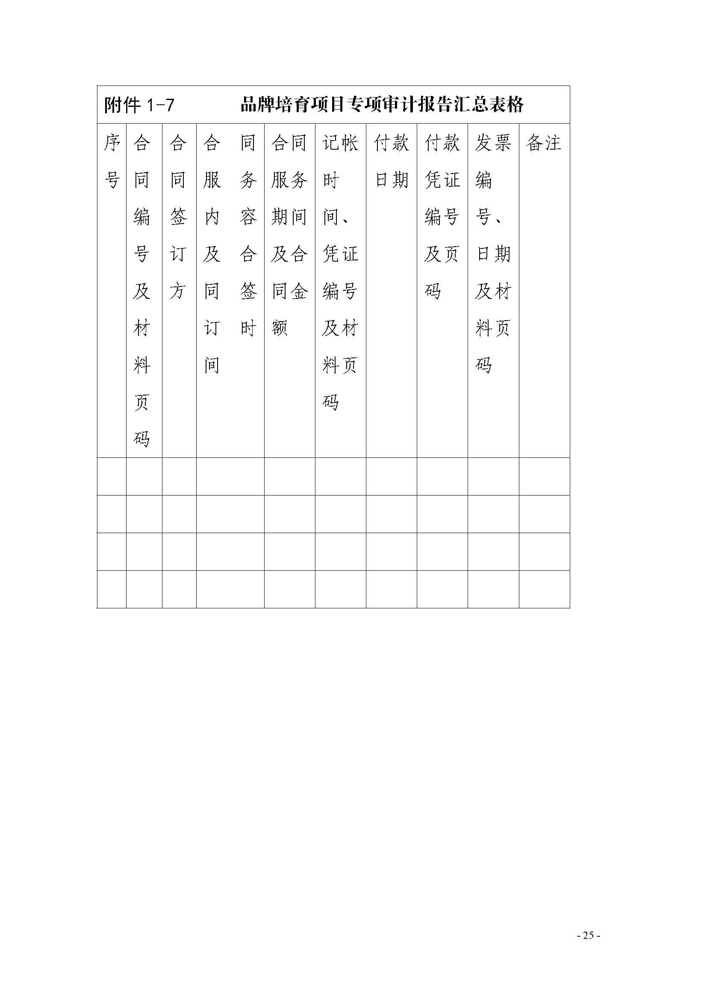 附件 1-7 品牌培育项目专项审计报告汇总表格
序号
合同编号及材料页码
合同签订方
合同服务内容及合同签订时间
合同服务期间及合同金额
记帐时间、凭证编号及材料页码
付款日期
付款凭证编号及页码
发票编号、日期及材料页码
备注
- 25 -